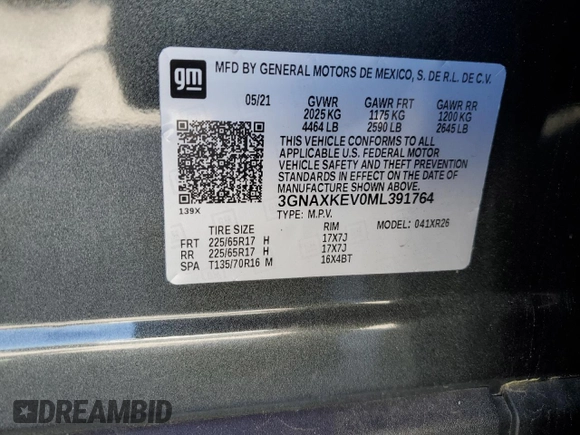 gm
MFD BY GENERAL MOTORS DE MEXICO, S. DE R.L. DE C.V.
05/21 GVWR GAWR FRT GAWR RR
2025 KG 1175 KG 1200 KG
4464 LB 2590 LB 2645 LB
THIS VEHICLE CONFORMS TO ALL
APPLICABLE U.S. FEDERAL MOTOR
VEHICLE SAFETY AND THEFT PREVENTION
STANDARDS IN EFFECT ON THE DATE OF
MANUFACTURE SHOWN ABOVE.
139X
3GNAXKEV0ML391764
TYPE: M.P.V. MODEL: 041XR26
TIRE SIZE RIM
FRT 225/65R17 H 17X7J
RR 225/65R17 H 17X7J
SPA T135/70R16 M 16X4BT
DREAMBID